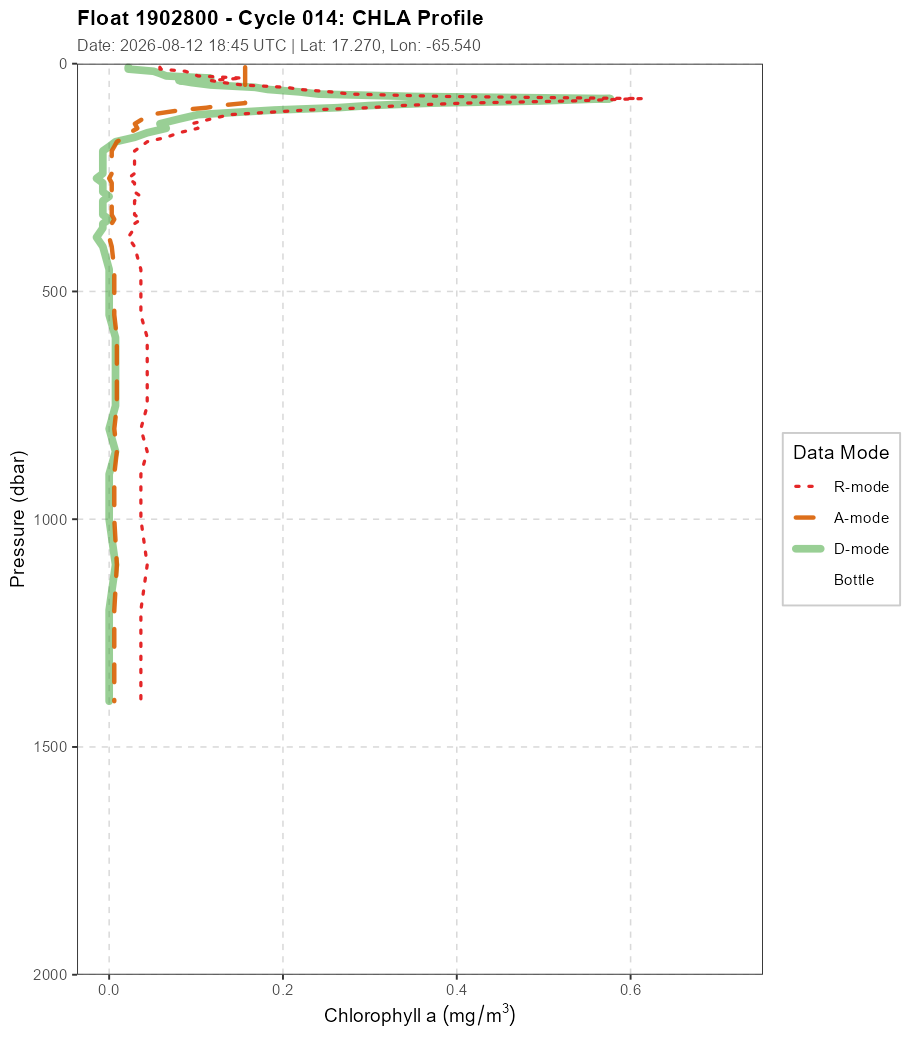 Float 1902800 - Cycle 014: CHLA Profile
Date: 2026-08-12 18:45 UTC | Lat: 17.270, Lon: -65.540
0
500
1000
1500
2000
Pressure (dbar)
0.0 0.2 0.4 0.6
Chlorophyll a (mg/m³)
Data Mode
R-mode
A-mode
D-mode
Bottle